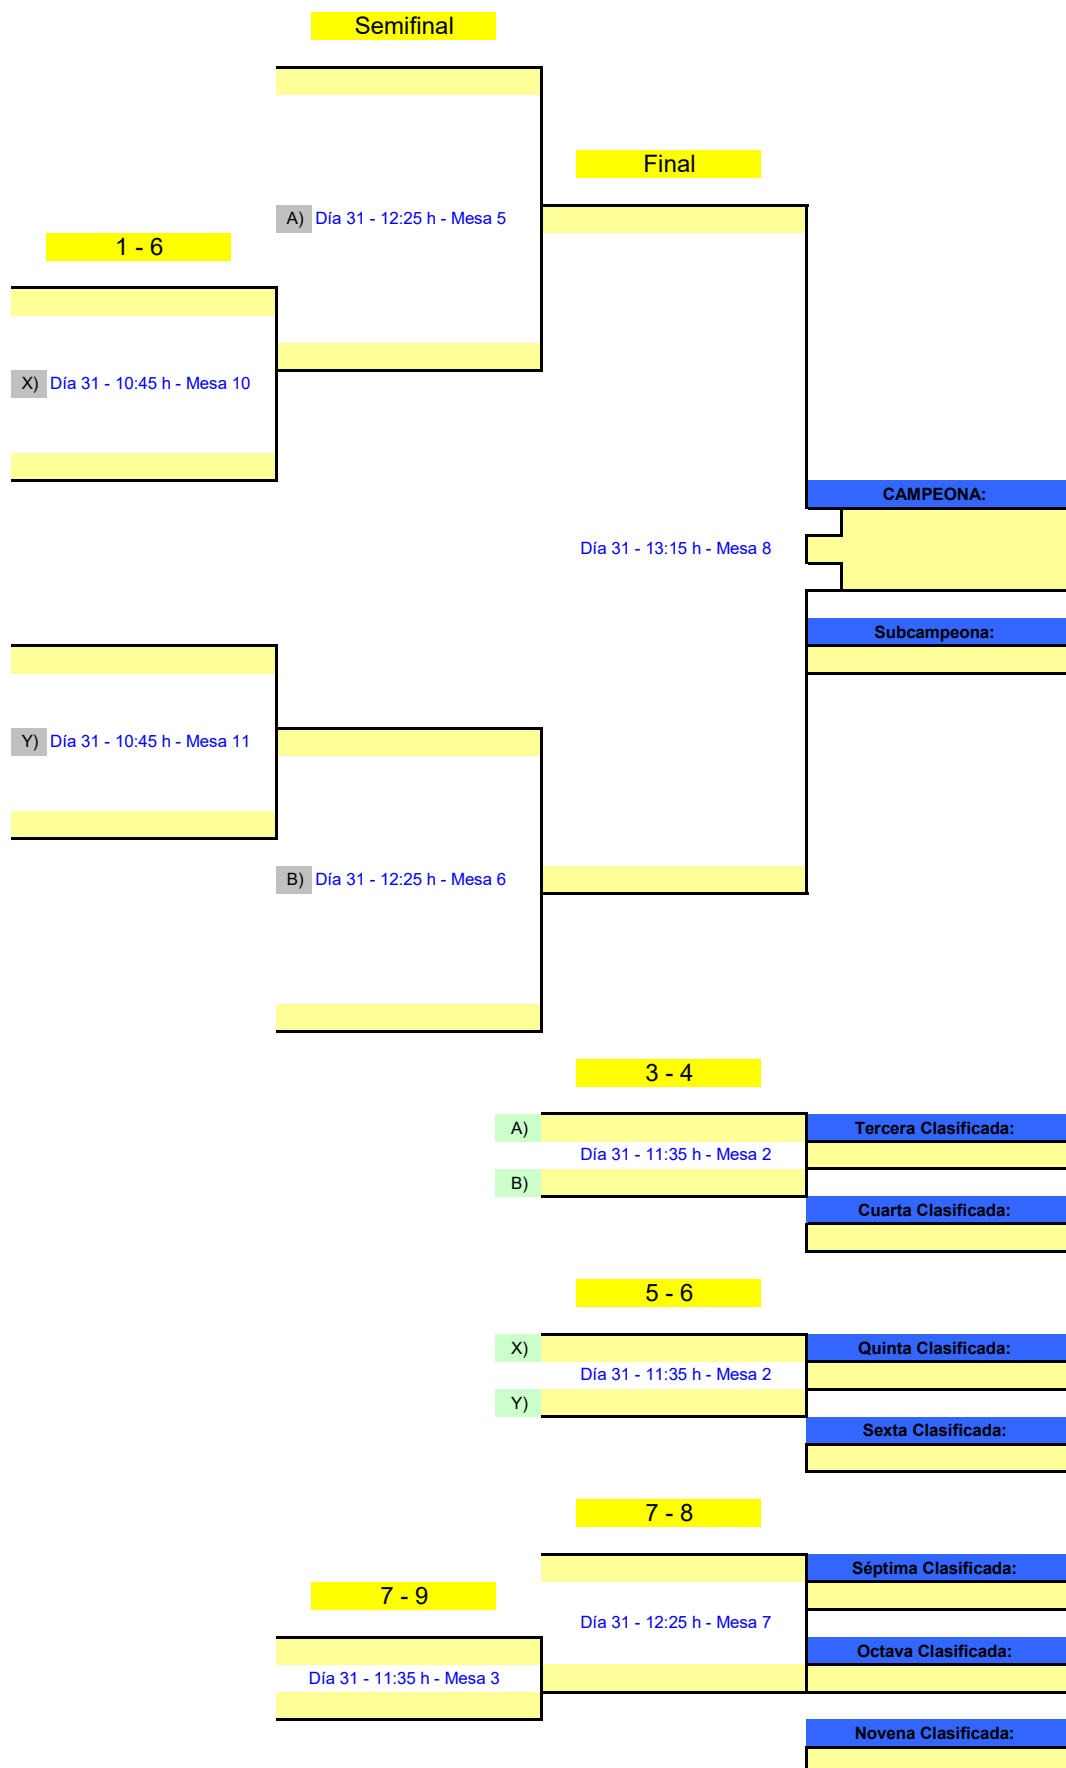 Semifinal
Final
A) Día 31 - 12:25 h - Mesa 5
1 - 6
X) Día 31 - 10:45 h - Mesa 10
CAMPEONA:
Día 31 - 13:15 h - Mesa 8
Subcampeona:
Y) Día 31 - 10:45 h - Mesa 11
B) Día 31 - 12:25 h - Mesa 6
3 - 4
A)
Tercera Clasificada:
Día 31 - 11:35 h - Mesa 2
B)
Cuarta Clasificada:
5 - 6
X)
Quinta Clasificada:
Día 31 - 11:35 h - Mesa 2
Y)
Sexta Clasificada:
7 - 8
Séptima Clasificada:
7 - 9
Día 31 - 12:25 h - Mesa 7
Octava Clasificada:
Día 31 - 11:35 h - Mesa 3
Novena Clasificada: